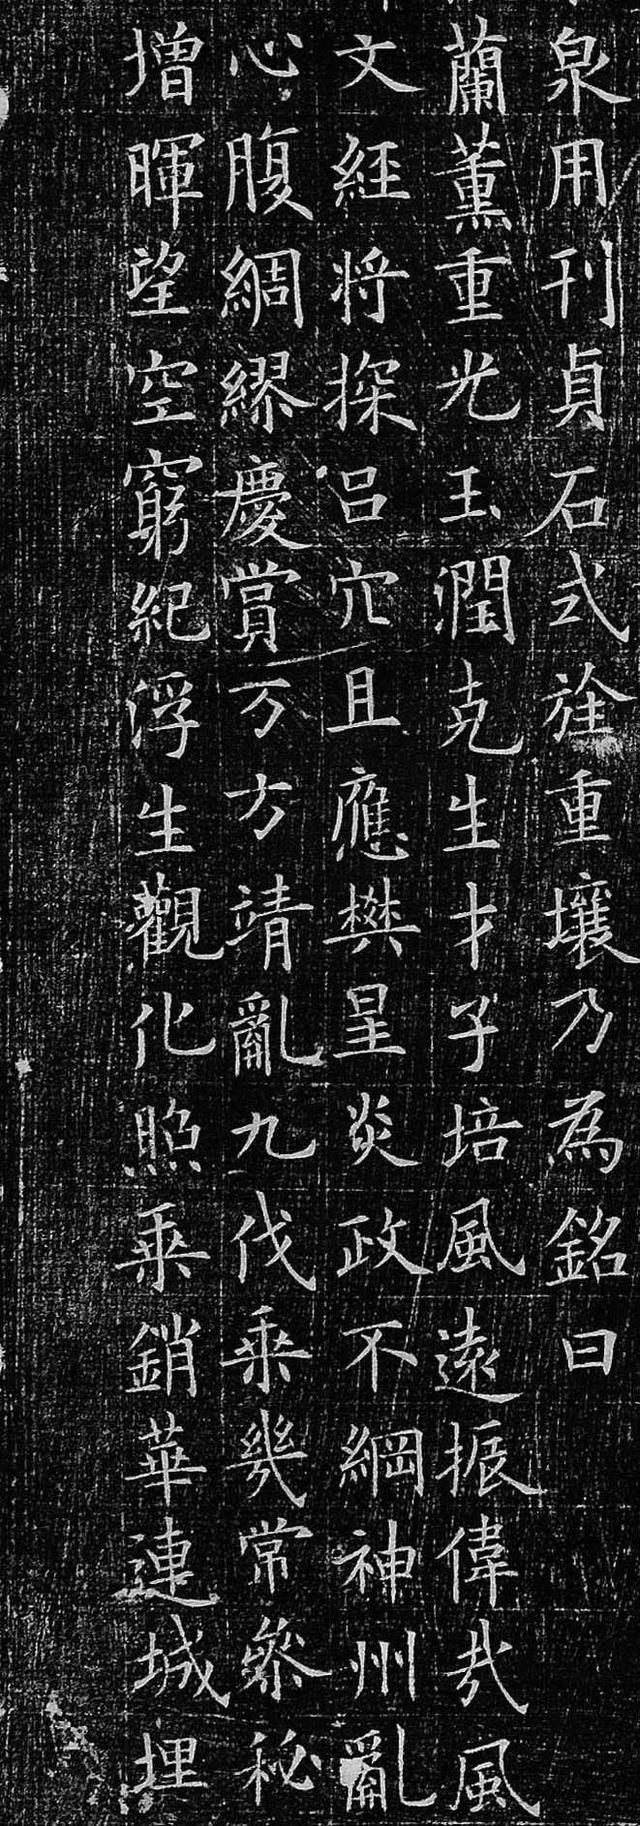 泉用刊貞石式旌重壤乃為銘曰
蘭薰重光玉潤克生才子培風遠振偉哉風
文經將探呂穴且應樊星炎政不綱神州亂
心腹綢繆慶賞万方靖亂九伐乘幾常叅秘
增暉望空窮紀浮生觀化照乘銷華連城埋